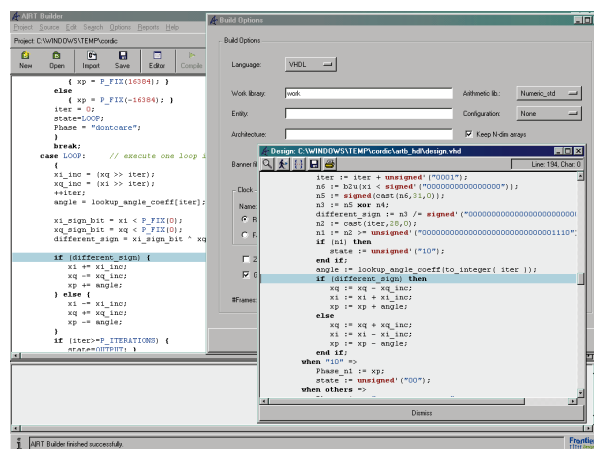 AIRT Builder
Project Source Edit Search Options Reports Help
Project: C:\WINDOWS\TEMP\cordic
New Open Import Save Editor Compile
{ xp = P_FIX(16384); }
else
{ xp = P_FIX(-16384); }
iter = 0;
state=LOOP;
Phase = "dontcare";
}
break;
case LOOP: // execute one loop i
{
xi_inc = (xq >> iter);
xq_inc = (xi >> iter);
++iter;
angle = lookup_angle_coeff[iter];
xi_sign_bit = xi < P_FIX(0);
xq_sign_bit = xq < P_FIX(0);
different_sign = xi_sign_bit ^ xq
if (different_sign) {
xi += xi_inc;
xq -= xq_inc;
xp += angle;
} else {
xi -= xi_inc;
xq += xq_inc;
xp -= angle;
}
if (iter>=P_ITERATIONS) {
state=OUTPUT; }
Build Options
Build Options
Language: VHDL
Work library: work Arithmetic lib.: Numeric_std
Entity: Configuration: None
Architecture: Keep N-dim arrays
Banner fil
Clock
Name:
#Frames:
Design: C:\WINDOWS\TEMP\cordic\artb_hdl\design.vhd
Line: 194, Char: 0
iter := iter + unsigned'("0001");
n6 := b2u(xi < signed'("0000000000000000"));
n5 := signed(cast(n6,31,0));
n3 := n5 xor n4;
different_sign := n3 /= signed'("000000000000000000000000
n2 := cast(iter,28,0);
n1 := n2 >= unsigned'("00000000000000000000000000001110"
if (n1) then
state := unsigned'("10");
end if;
angle := lookup_angle_coeff(to_integer( iter ));
if (different_sign) then
xq := xq - xq_inc;
xi := xi + xi_inc;
xp := xp + angle;
else
xq := xq + xq_inc;
xi := xi - xi_inc;
xp := xp - angle;
end if;
when "10" =>
Phase_n1 := xp;
state := unsigned'("00");
when others =>
Dismiss
AIRT Builder finished successfully.
Frontie